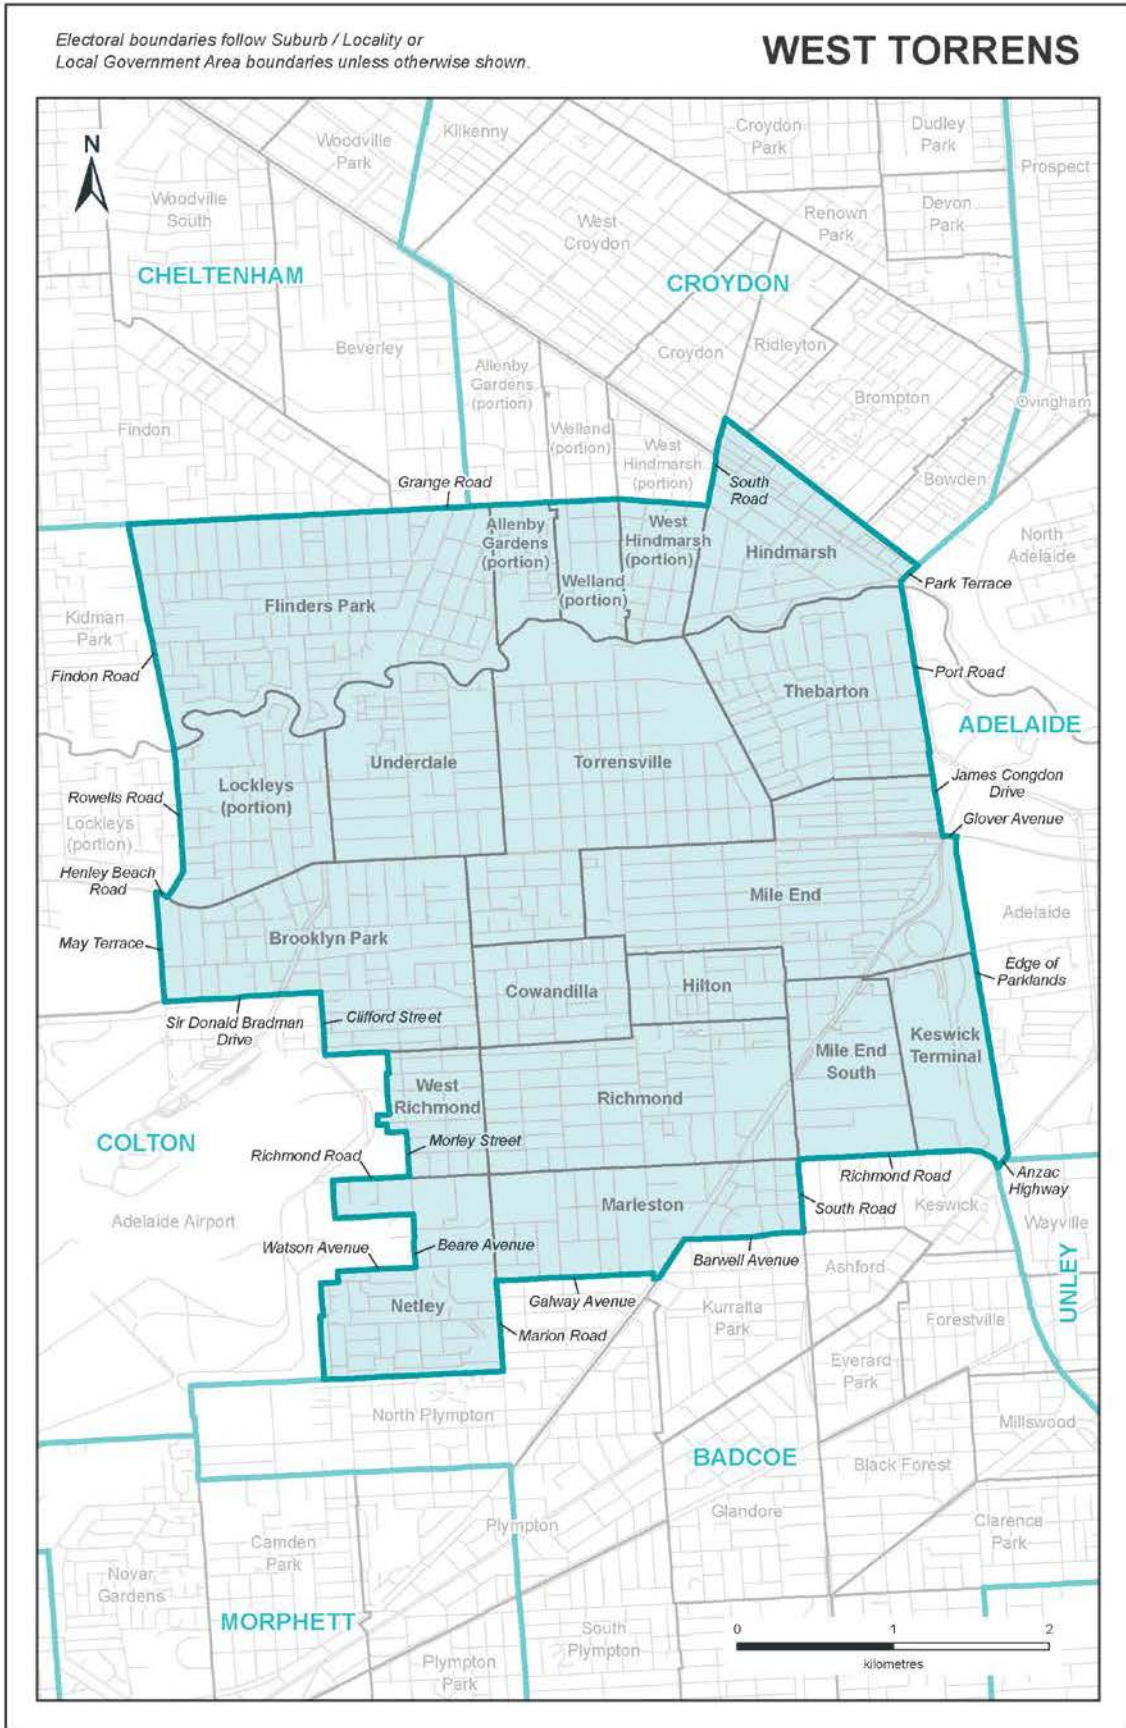 Electoral boundaries follow Suburb / Locality or
Local Government Area boundaries unless otherwise shown.
WEST TORRENS
N
Woodville
Park
Kilkenny
Croydon
Park
Dudley
Park
Prospect
Woodville
South
West
Croydon
Renown
Park
Devon
Park
CHELTENHAM
CROYDON
Beverley
Allenby
Gardens
(portion)
Croydon
Ridleyton
Brompton
Ovingham
Findon
Welland
(portion)
West
Hindmarsh
(portion)
Bowden
Grange Road
South
Road
Allenby
Gardens
(portion)
West
Hindmarsh
(portion)
Hindmarsh
North
Adelaide
Welland
(portion)
Park Terrace
Flinders Park
Kidman
Park
Findon Road
Port Road
Thebarton
ADELAIDE
Underdale
Torrensville
Lockleys
(portion)
James Congdon
Drive
Rowells Road
Lockleys
(portion)
Glover Avenue
Henley Beach
Road
Mile End
Adelaide
May Terrace
Brooklyn Park
Edge of
Parklands
Cowandilla
Hilton
Sir Donald Bradman
Drive
Clifford Street
Keswick
Terminal
Mile End
South
West
Richmond
Richmond
COLTON
Morley Street
Richmond Road
Richmond Road
Anzac
Highway
Adelaide Airport
Marleston
South Road
Keswick
Wayville
Watson Avenue
Beare Avenue
Barwell Avenue
Ashford
UNLEY
Netley
Galway Avenue
Kurralta
Park
Forestville
Marion Road
Everard
Park
North Plympton
Millswood
BADCOE
Black Forest
Glandore
Plympton
Clarence
Park
Camden
Park
Novar
Gardens
MORPHETT
South
Plympton
Plympton
Park
0 1 2
kilometres